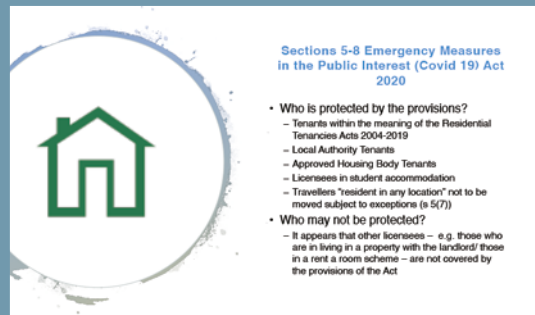 Sections 5-8 Emergency Measures
in the Public Interest (Covid 19) Act
2020
• Who is protected by the provisions?
– Tenants within the meaning of the Residential
Tenancies Acts 2004-2019
– Local Authority Tenants
– Approved Housing Body Tenants
– Licensees in student accommodation
– Travellers "resident in any location" not to be
moved subject to exceptions (s 5(7))
• Who may not be protected?
– It appears that other licensees – e.g. those who
are in living in a property with the landlord/ those
in a rent a room scheme – are not covered by
the provisions of the Act